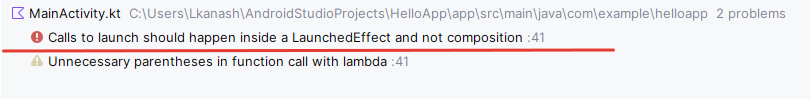 MainActivity.kt C:\Users\Lkanash\AndroidStudioProjects\HelloApp\app\src\main\java\com\example\helloapp 2 problems
Calls to launch should happen inside a LaunchedEffect and not composition :41
Unnecessary parentheses in function call with lambda :41